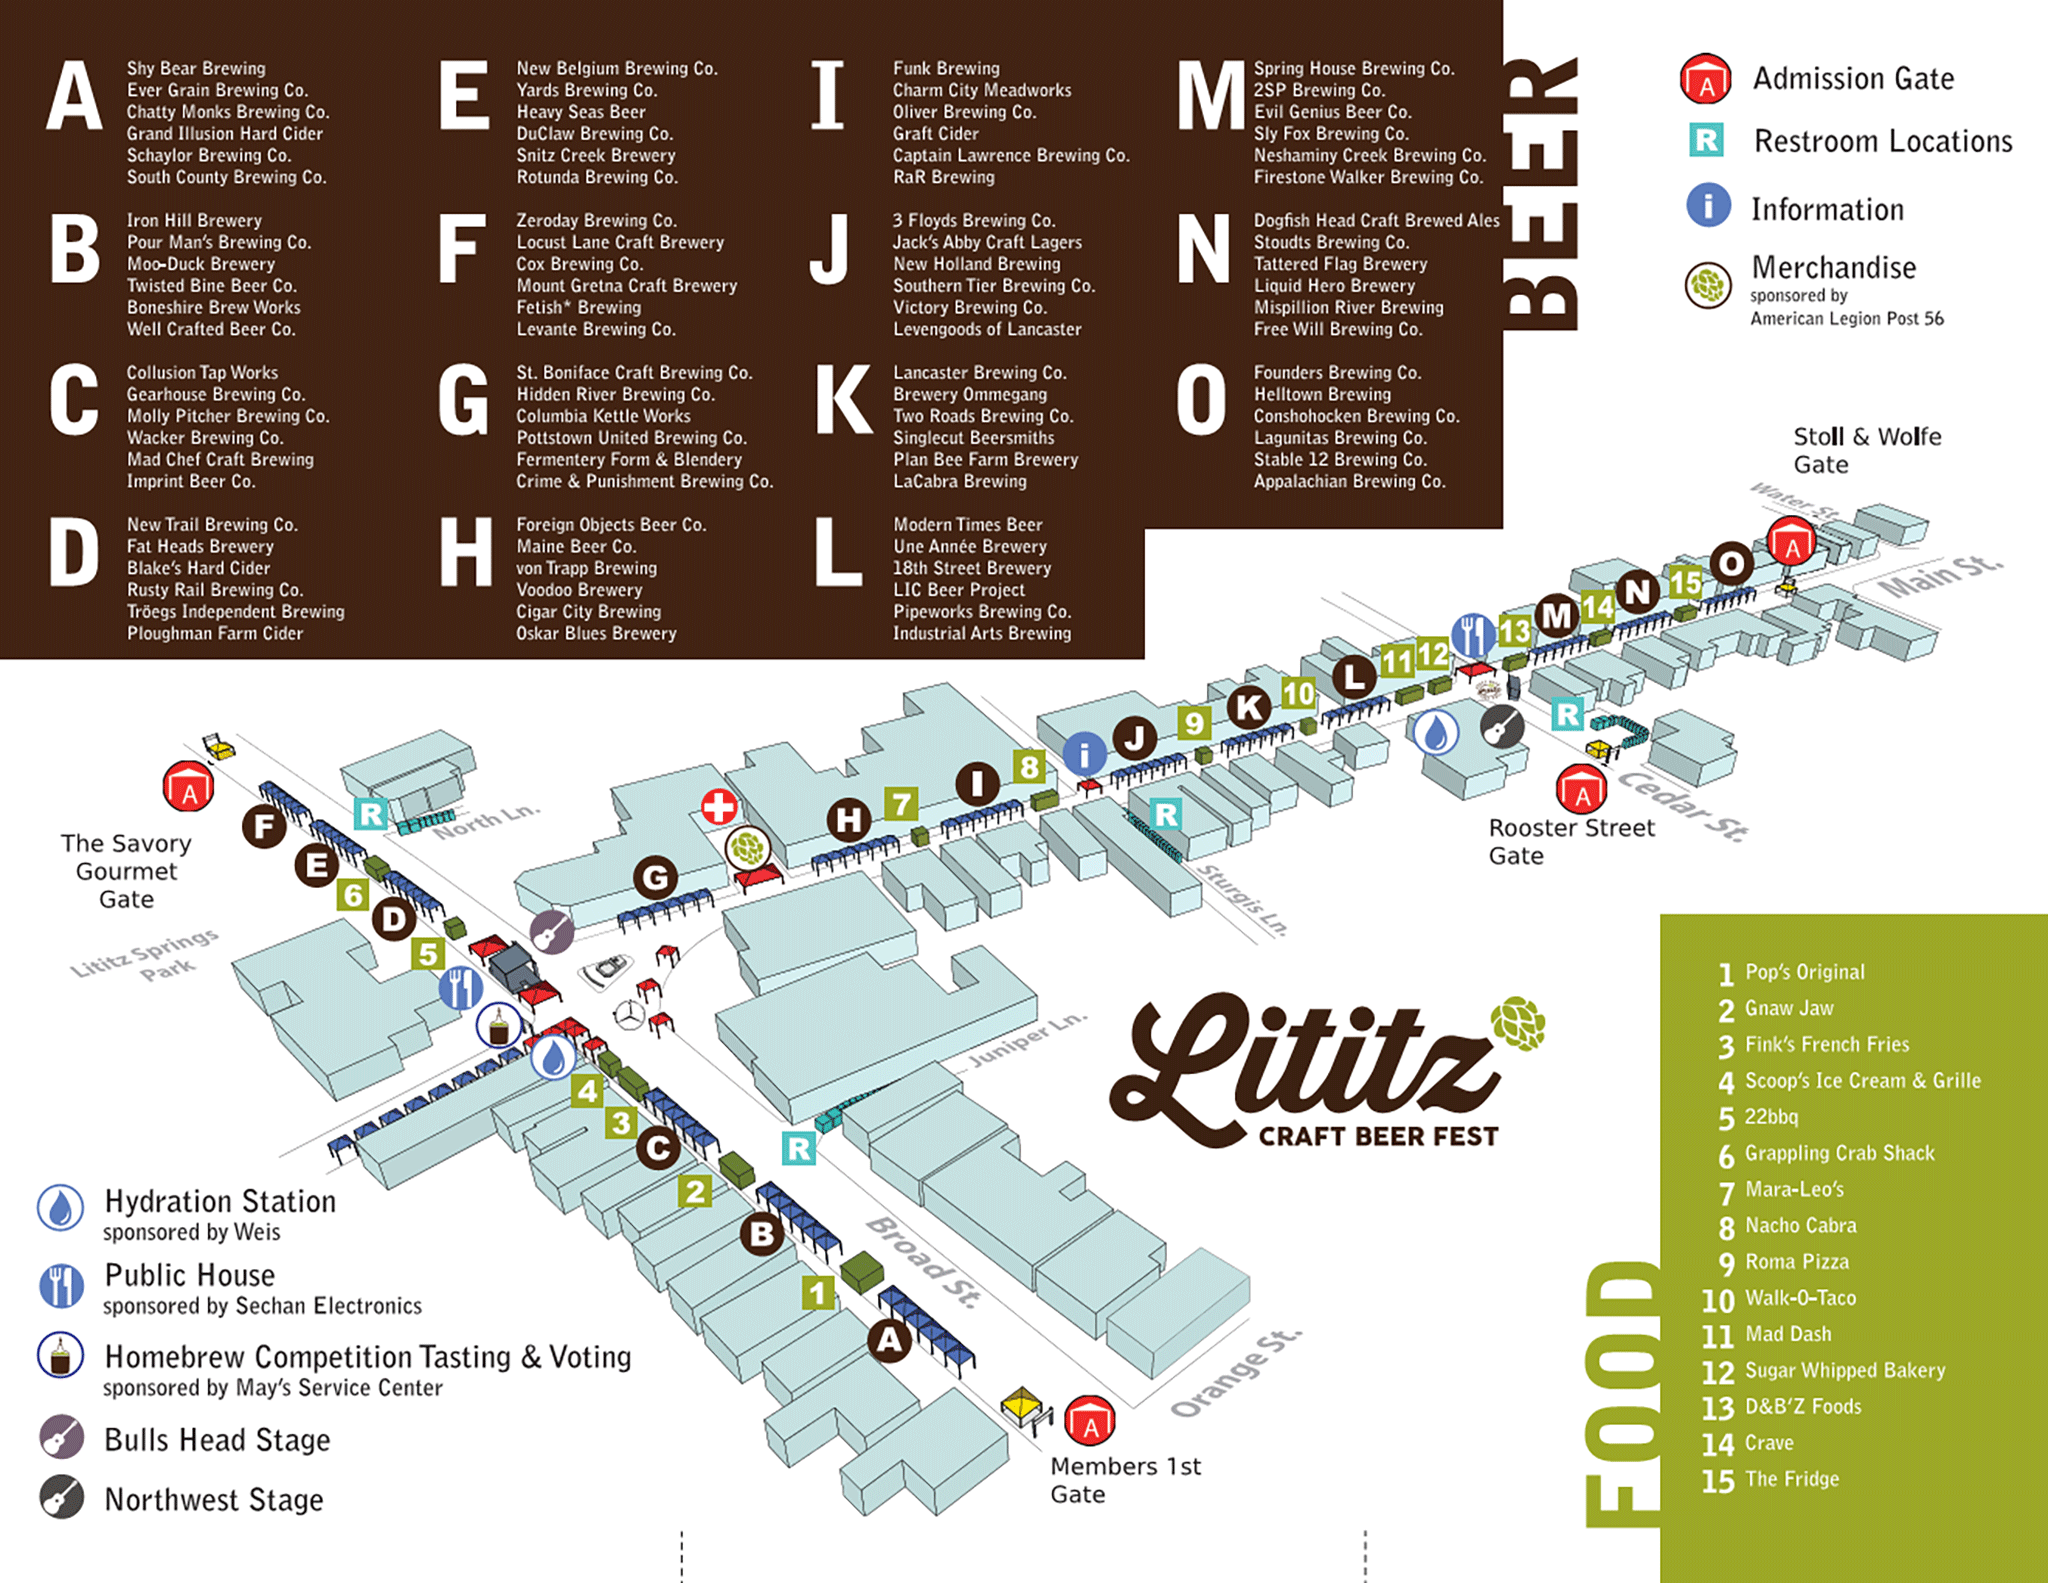 A
Shy Bear Brewing
Ever Grain Brewing Co.
Chatty Monks Brewing Co.
Grand Illusion Hard Cider
Schaylor Brewing Co.
South County Brewing Co.
B
Iron Hill Brewery
Pour Man's Brewing Co.
Moo-Duck Brewery
Twisted Bine Beer Co.
Boneshire Brew Works
Well Crafted Beer Co.
C
Collusion Tap Works
Gearhouse Brewing Co.
Molly Pitcher Brewing Co.
Wacker Brewing Co.
Mad Chef Craft Brewing
Imprint Beer Co.
D
New Trail Brewing Co.
Fat Heads Brewery
Blake's Hard Cider
Rusty Rail Brewing Co.
Tröegs Independent Brewing
Ploughman Farm Cider
E
New Belgium Brewing Co.
Yards Brewing Co.
Heavy Seas Beer
DuClaw Brewing Co.
Snitz Creek Brewery
Rotunda Brewing Co.
F
Zeroday Brewing Co.
Locust Lane Craft Brewery
Cox Brewing Co.
Mount Gretna Craft Brewery
Fetish* Brewing
Levante Brewing Co.
G
St. Boniface Craft Brewing Co.
Hidden River Brewing Co.
Columbia Kettle Works
Pottstown United Brewing Co.
Fermentery Form & Blendery
Crime & Punishment Brewing Co.
H
Foreign Objects Beer Co.
Maine Beer Co.
von Trapp Brewing
Voodoo Brewery
Cigar City Brewing
Oskar Blues Brewery
I
Funk Brewing
Charm City Meadworks
Oliver Brewing Co.
Graft Cider
Captain Lawrence Brewing Co.
RaR Brewing
J
3 Floyds Brewing Co.
Jack's Abby Craft Lagers
New Holland Brewing
Southern Tier Brewing Co.
Victory Brewing Co.
Levengoods of Lancaster
K
Lancaster Brewing Co.
Brewery Ommegang
Two Roads Brewing Co.
Singlecut Beersmiths
Plan Bee Farm Brewery
LaCabra Brewing
L
Modern Times Beer
Une Année Brewery
18th Street Brewery
LIC Beer Project
Pipeworks Brewing Co.
Industrial Arts Brewing
M
Spring House Brewing Co.
2SP Brewing Co.
Evil Genius Beer Co.
Sly Fox Brewing Co.
Neshaminy Creek Brewing Co.
Firestone Walker Brewing Co.
N
Dogfish Head Craft Brewed Ales
Stoudts Brewing Co.
Tattered Flag Brewery
Liquid Hero Brewery
Mispillion River Brewing
Free Will Brewing Co.
O
Founders Brewing Co.
Helltown Brewing
Conshohocken Brewing Co.
Lagunitas Brewing Co.
Stable 12 Brewing Co.
Appalachian Brewing Co.
BEER
A Admission Gate
R Restroom Locations
i Information
Merchandise
sponsored by
American Legion Post 56
Stoll & Wolfe
Gate
Water St.
A
Main St.
O
15
N
14
M
13
12
11
L
10
K
9
J
i
8
I
7
H
G
R
A
Rooster Street
Gate
Cedar St.
R
Sturgis Ln.
A
The Savory
Gourmet
Gate
R
North Ln.
F
E
6
D
5
Lititz Springs
Park
4
3
C
2
B
1
A
R
Juniper Ln.
Broad St.
Orange St.
A
Members 1st
Gate
Lititz
CRAFT BEER FEST
Hydration Station
sponsored by Weis
Public House
sponsored by Sechan Electronics
Homebrew Competition Tasting & Voting
sponsored by May's Service Center
Bulls Head Stage
Northwest Stage
FOOD
1 Pop's Original
2 Gnaw Jaw
3 Fink's French Fries
4 Scoop's Ice Cream & Grille
5 22bbq
6 Grappling Crab Shack
7 Mara-Leo's
8 Nacho Cabra
9 Roma Pizza
10 Walk-O-Taco
11 Mad Dash
12 Sugar Whipped Bakery
13 D&B'Z Foods
14 Crave
15 The Fridge